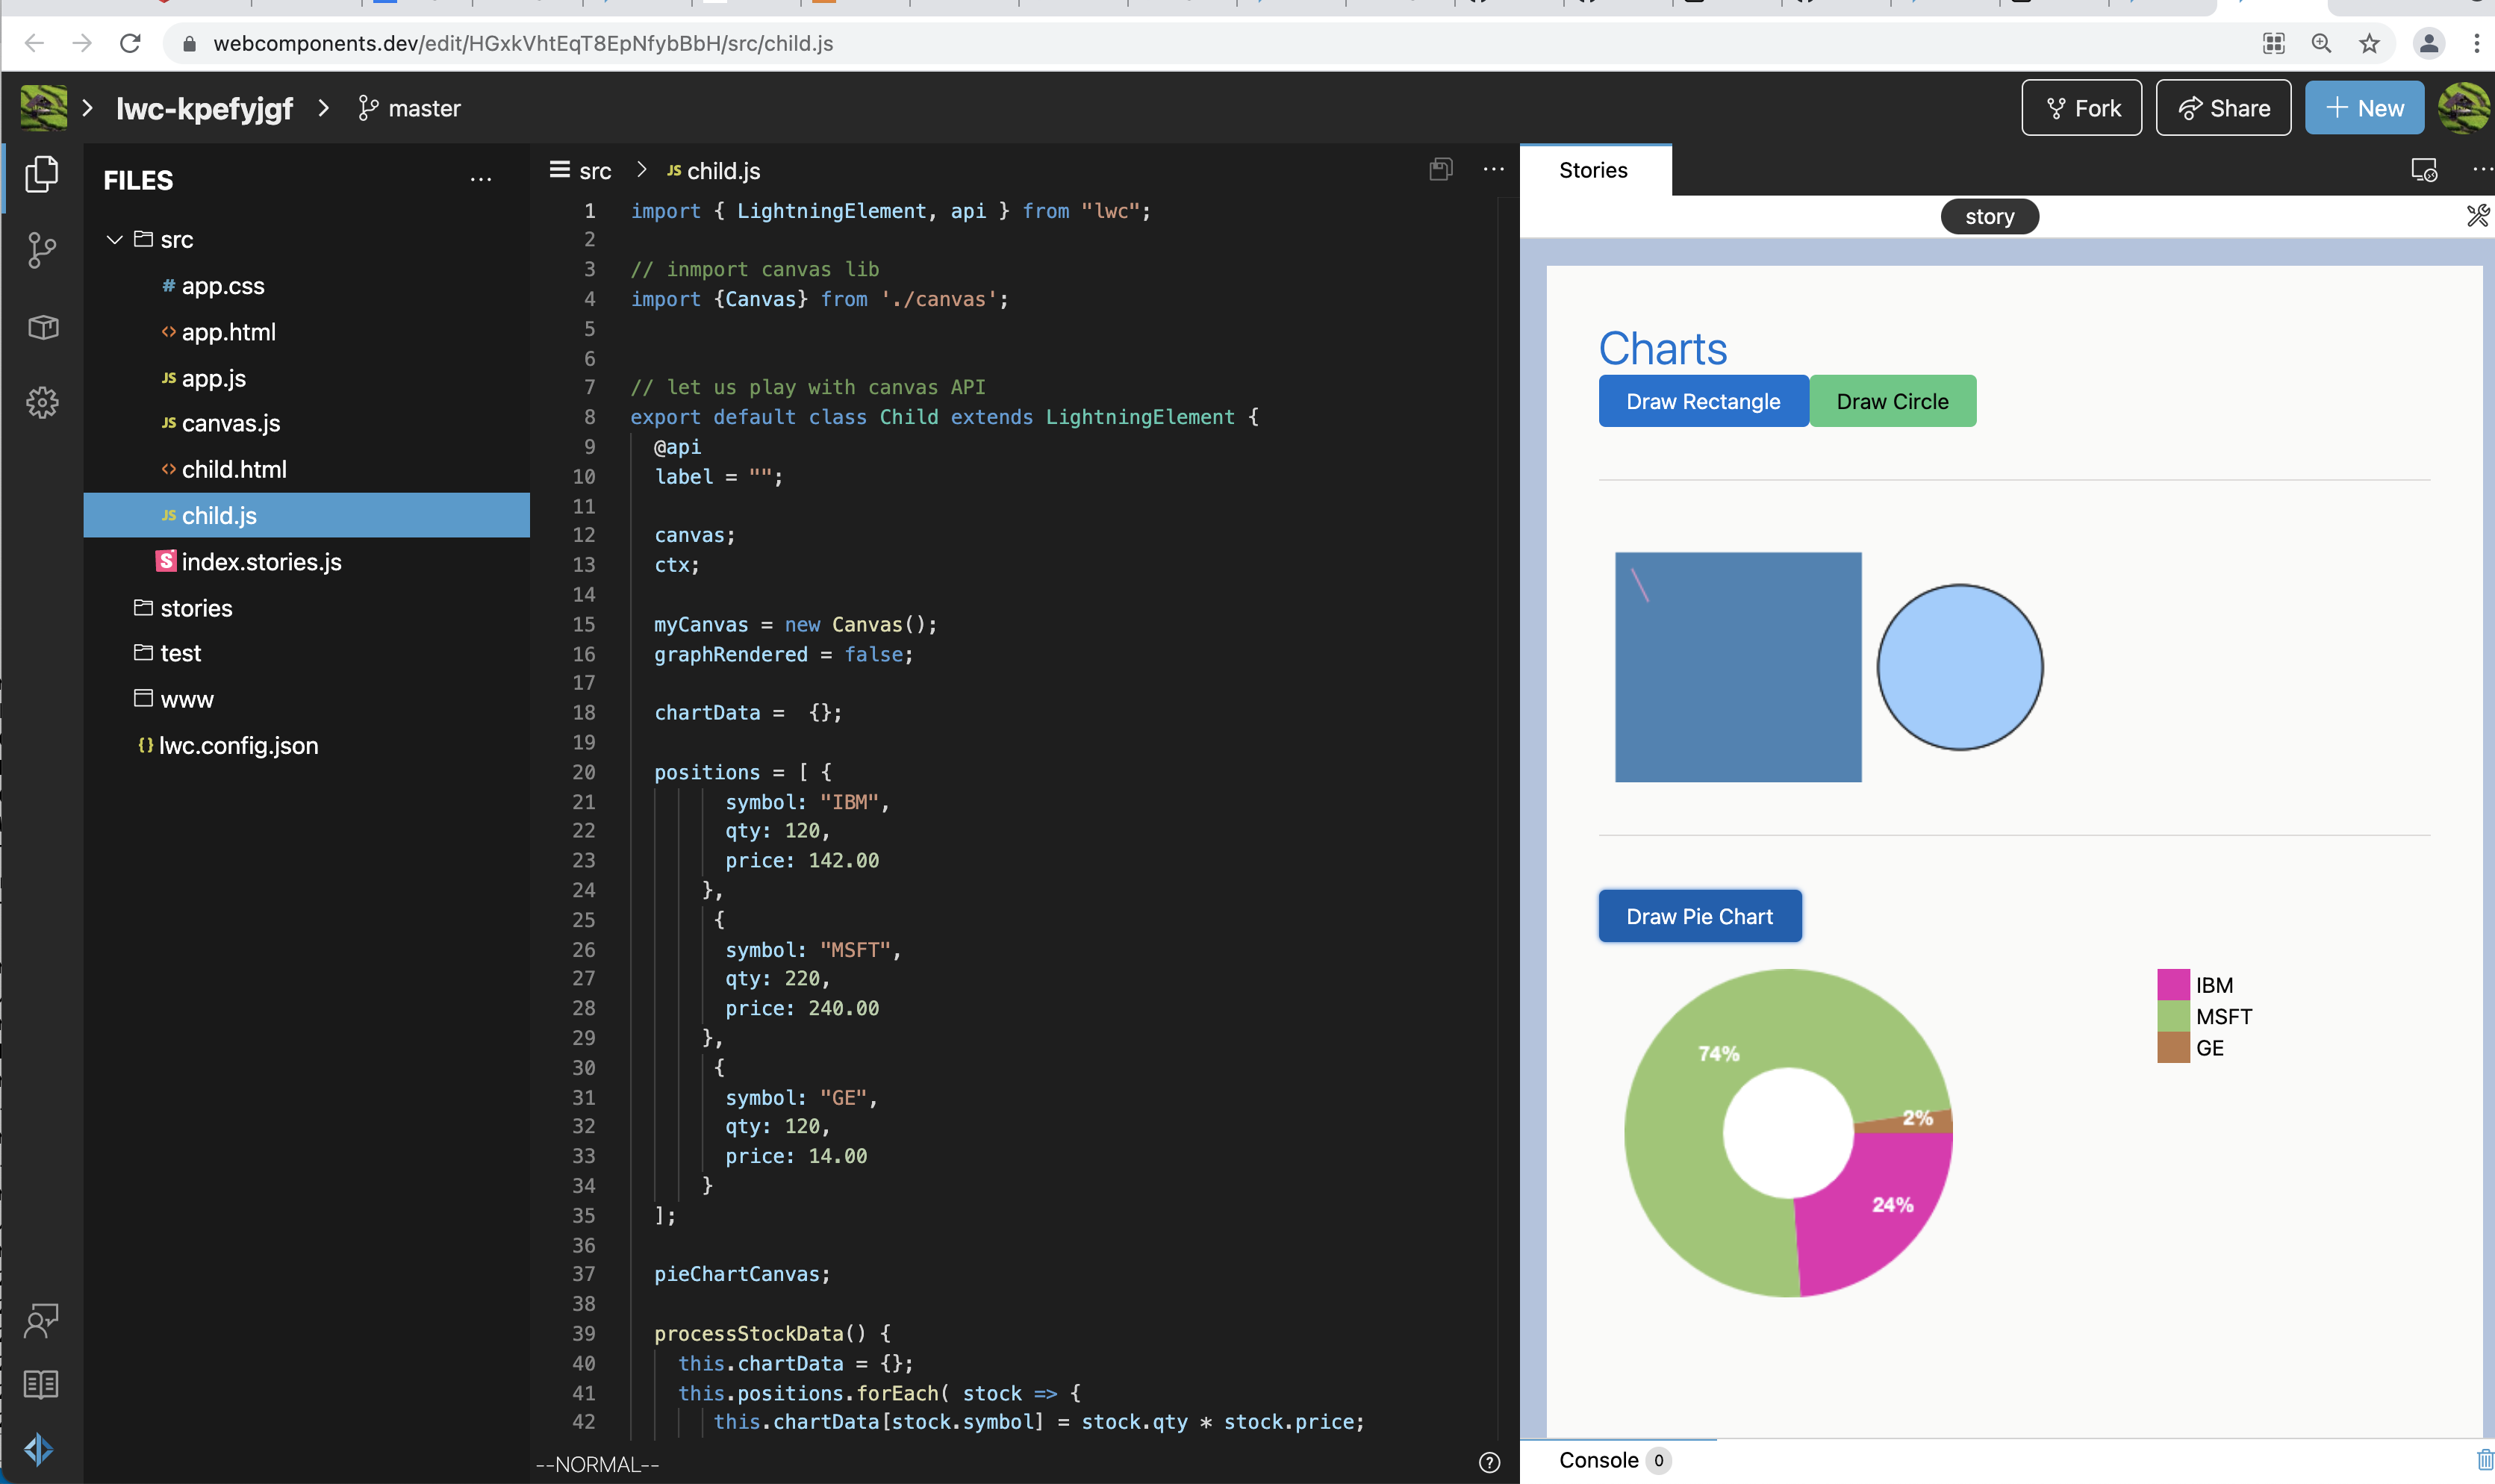 webcomponents.dev/edit/HGxkVhtEqT8EpNfybBbH/src/child.js
lwc-kpefyjgf
master
Fork
Share
New
FILES
src
app.css
app.html
app.js
canvas.js
child.html
child.js
index.stories.js
stories
test
www
lwc.config.json
src > JS child.js
1 import { LightningElement, api } from "lwc";
2
3 // inmport canvas lib
4 import {Canvas} from './canvas';
5
6
7 // let us play with canvas API
8 export default class Child extends LightningElement {
9 @api
10 label = "";
11
12 canvas;
13 ctx;
14
15 myCanvas = new Canvas();
16 graphRendered = false;
17
18 chartData =  {};
19
20 positions = [ {
21 symbol: "IBM",
22 qty: 120,
23 price: 142.00
24 },
25 {
26 symbol: "MSFT",
27 qty: 220,
28 price: 240.00
29 },
30 {
31 symbol: "GE",
32 qty: 120,
33 price: 14.00
34 }
35 ];
36
37 pieChartCanvas;
38
39 processStockData() {
40 this.chartData = {};
41 this.positions.forEach( stock => {
42 this.chartData[stock.symbol] = stock.qty * stock.price;
--NORMAL--
Stories
story
Charts
Draw Rectangle
Draw Circle
Draw Pie Chart
74%
2%
24%
IBM
MSFT
GE
Console 0